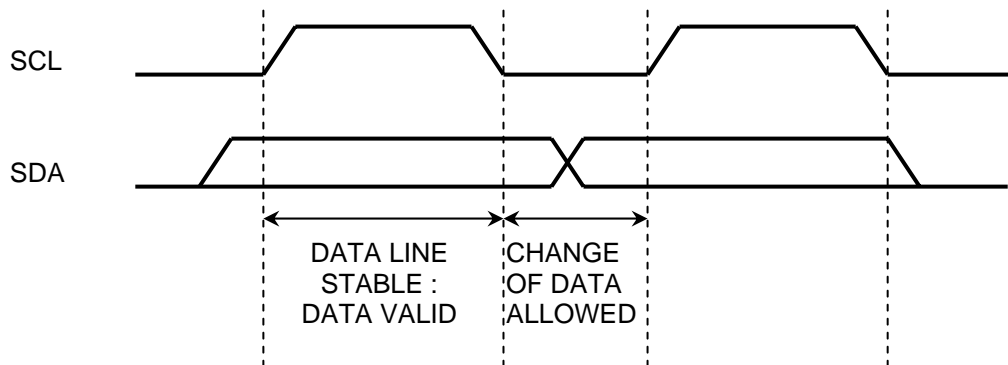 SCL
SDA
DATA LINE
STABLE :
DATA VALID
CHANGE
OF DATA
ALLOWED